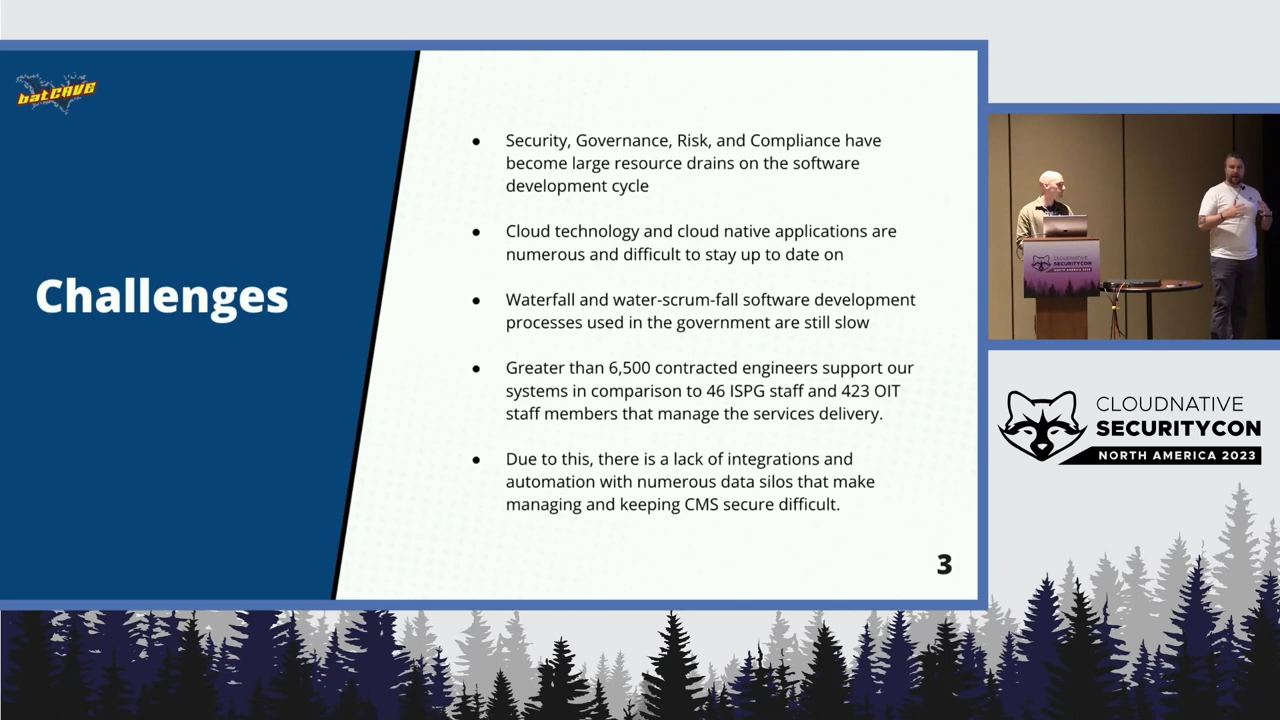 batCAVE
Challenges
● Security, Governance, Risk, and Compliance have
become large resource drains on the software
development cycle
● Cloud technology and cloud native applications are
numerous and difficult to stay up to date on
● Waterfall and water-scrum-fall software development
processes used in the government are still slow
● Greater than 6,500 contracted engineers support our
systems in comparison to 46 ISPG staff and 423 OIT
staff members that manage the services delivery.
● Due to this, there is a lack of integrations and
automation with numerous data silos that make
managing and keeping CMS secure difficult.
3
CLOUDNATIVE
SECURITYCON
NORTH AMERICA 2023
CLOUDNATIVE
SECURITYCON
NORTH AMERICA 2023